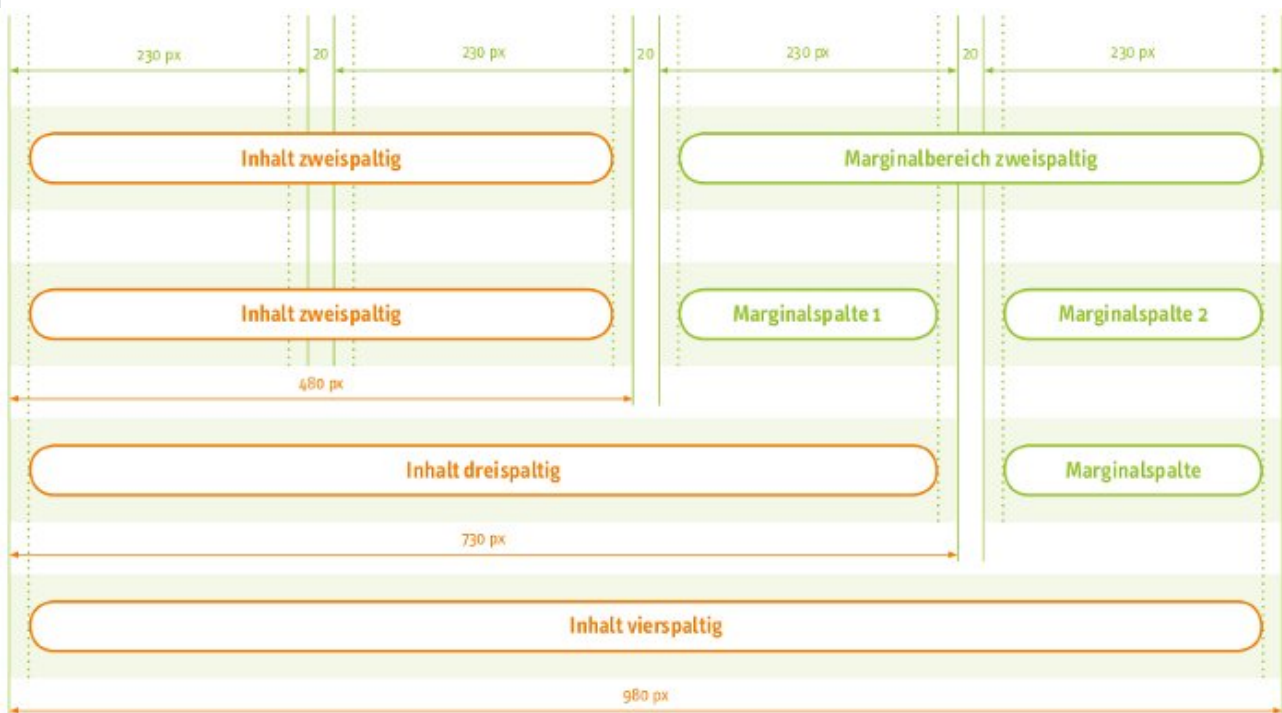 230 px 20 230 px 20 230 px 20 230 px
Inhalt zweispaltig Marginalbereich zweispaltig
Inhalt zweispaltig Marginalspalte 1 Marginalspalte 2
480 px
Inhalt dreispaltig Marginalspalte
730 px
Inhalt vierspaltig
980 px